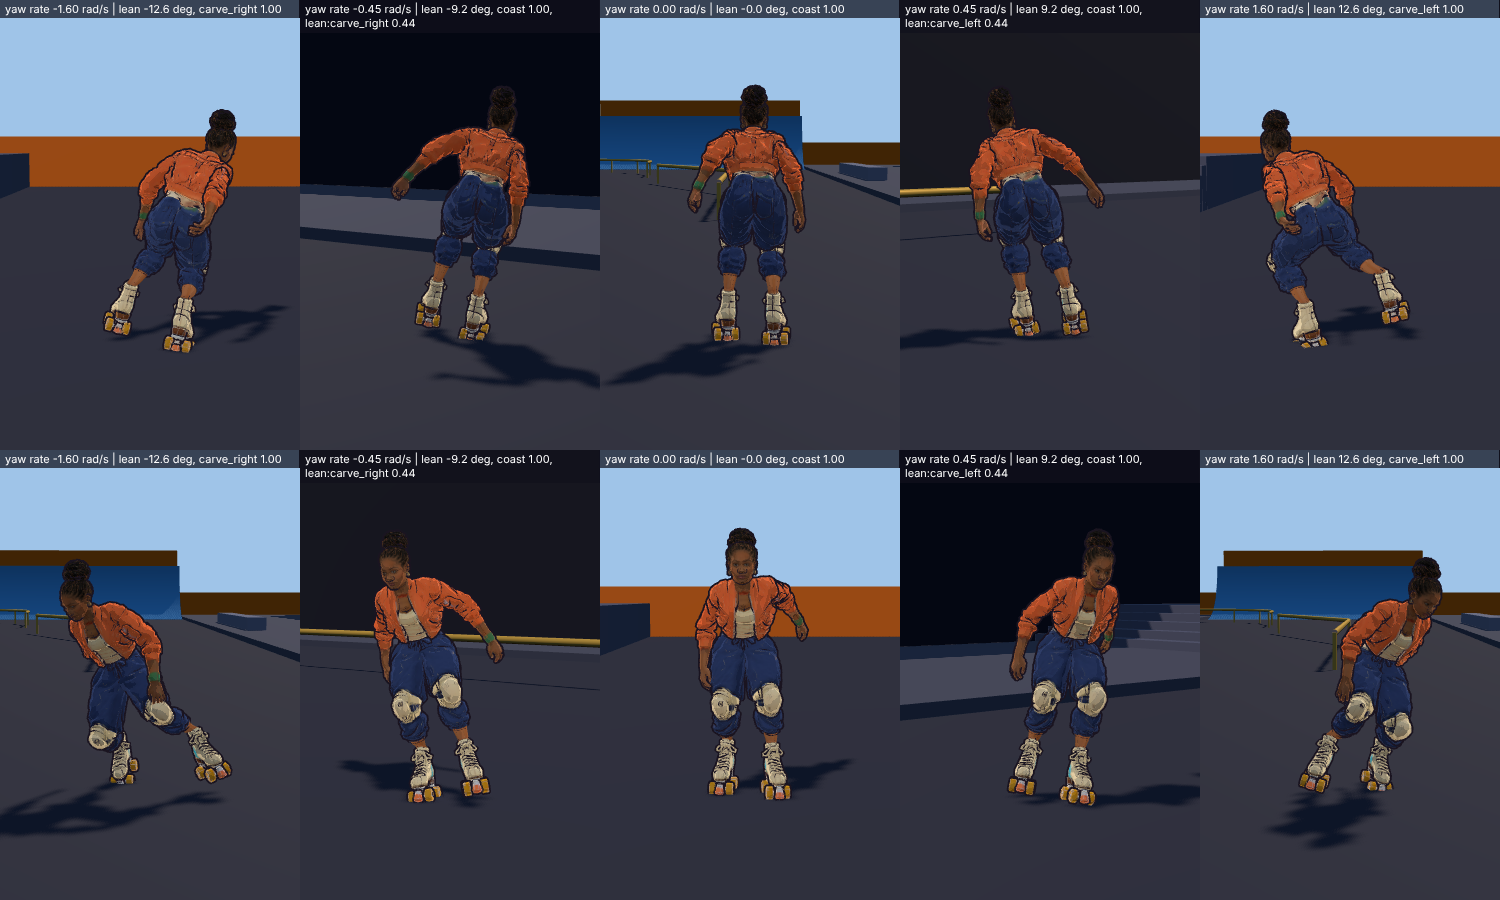 yaw rate -1.60 rad/s | lean -12.6 deg, carve_right 1.00
yaw rate -0.45 rad/s | lean -9.2 deg, coast 1.00,
lean:carve_right 0.44
yaw rate 0.00 rad/s | lean -0.0 deg, coast 1.00
yaw rate 0.45 rad/s | lean 9.2 deg, coast 1.00,
lean:carve_left 0.44
yaw rate 1.60 rad/s | lean 12.6 deg, carve_left 1.00
yaw rate -1.60 rad/s | lean -12.6 deg, carve_right 1.00
yaw rate -0.45 rad/s | lean -9.2 deg, coast 1.00,
lean:carve_right 0.44
yaw rate 0.00 rad/s | lean -0.0 deg, coast 1.00
yaw rate 0.45 rad/s | lean 9.2 deg, coast 1.00,
lean:carve_left 0.44
yaw rate 1.60 rad/s | lean 12.6 deg, carve_left 1.00